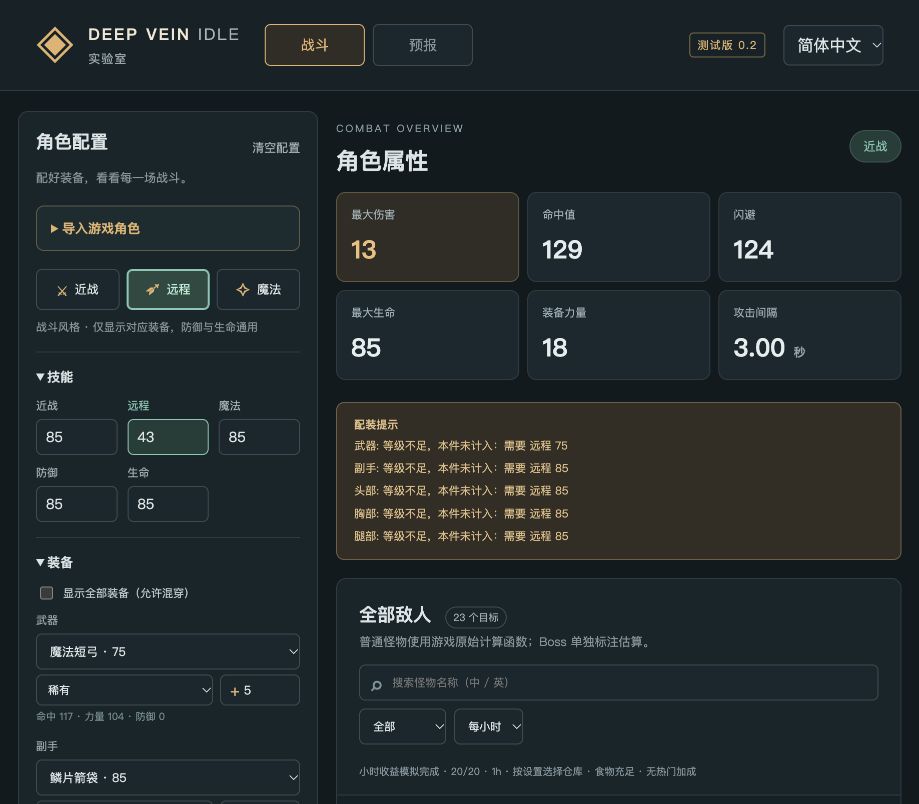 DEEP VEIN IDLE
实验室
战斗
预报
测试版 0.2
简体中文
角色配置
清空配置
配好装备，看看每一场战斗。
导入游戏角色
近战
远程
魔法
战斗风格 · 仅显示对应装备，防御与生命通用
技能
近战
远程
魔法
85
43
85
防御
生命
85
85
装备
显示全部装备（允许混穿）
武器
魔法短弓 · 75
稀有
+ 5
命中 117 · 力量 104 · 防御 0
副手
鳞片箭袋 · 85
COMBAT OVERVIEW
角色属性
近战
最大伤害
13
命中值
129
闪避
124
最大生命
85
装备力量
18
攻击间隔
3.00 秒
配装提示
武器: 等级不足，本件未计入：需要 远程 75
副手: 等级不足，本件未计入：需要 远程 85
头部: 等级不足，本件未计入：需要 远程 85
胸部: 等级不足，本件未计入：需要 远程 85
腿部: 等级不足，本件未计入：需要 远程 85
全部敌人
23 个目标
普通怪物使用游戏原始计算函数；Boss 单独标注估算。
搜索怪物名称（中 / 英）
全部
每小时
小时收益模拟完成 · 20/20 · 1h · 按设置选择仓库 · 食物充足 · 无热门加成